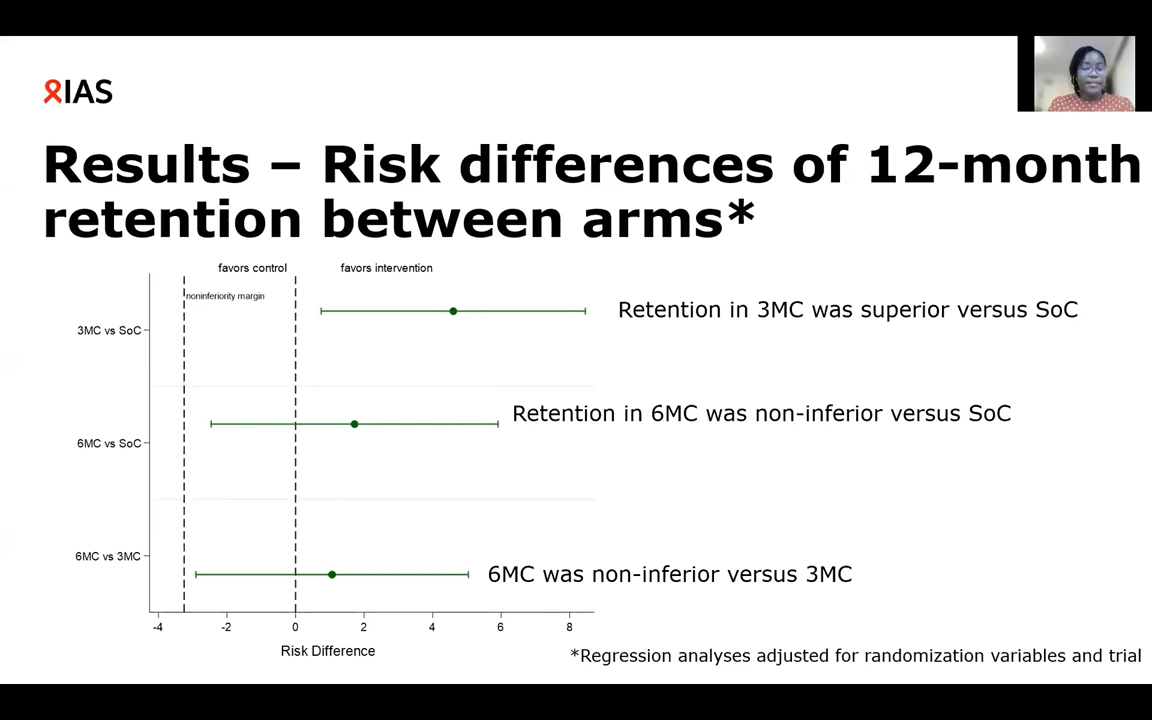 IAS
Results – Risk differences of 12-month
retention between arms*
favors control
favors intervention
noninferiority margin
3MC vs SoC
Retention in 3MC was superior versus SoC
6MC vs SoC
Retention in 6MC was non-inferior versus SoC
6MC vs 3MC
6MC was non-inferior versus 3MC
-4 -2 0 2 4 6 8
Risk Difference
*Regression analyses adjusted for randomization variables and trial